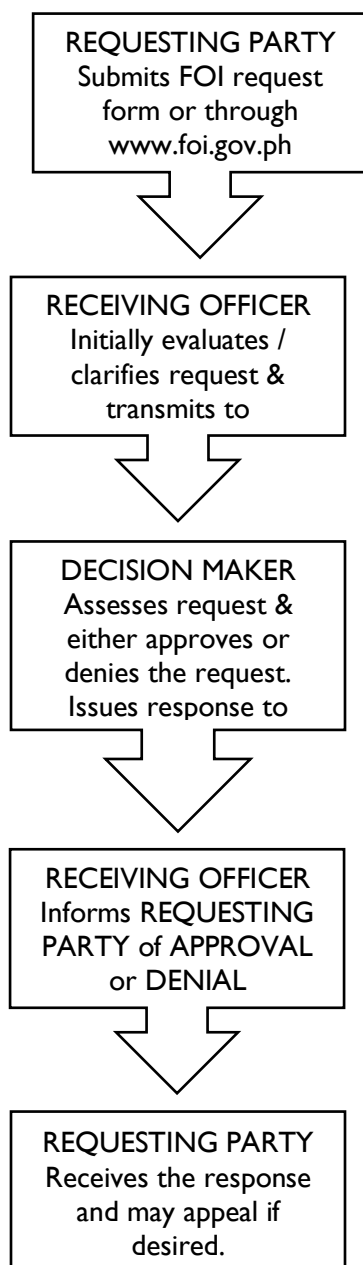 REQUESTING PARTY
Submits FOI request
form or through
www.foi.gov.ph
RECEIVING OFFICER
Initially evaluates /
clarifies request &
transmits to
DECISION MAKER
Assesses request &
either approves or
denies the request.
Issues response to
RECEIVING OFFICER
Informs REQUESTING
PARTY of APPROVAL
or DENIAL
REQUESTING PARTY
Receives the response
and may appeal if
desired.